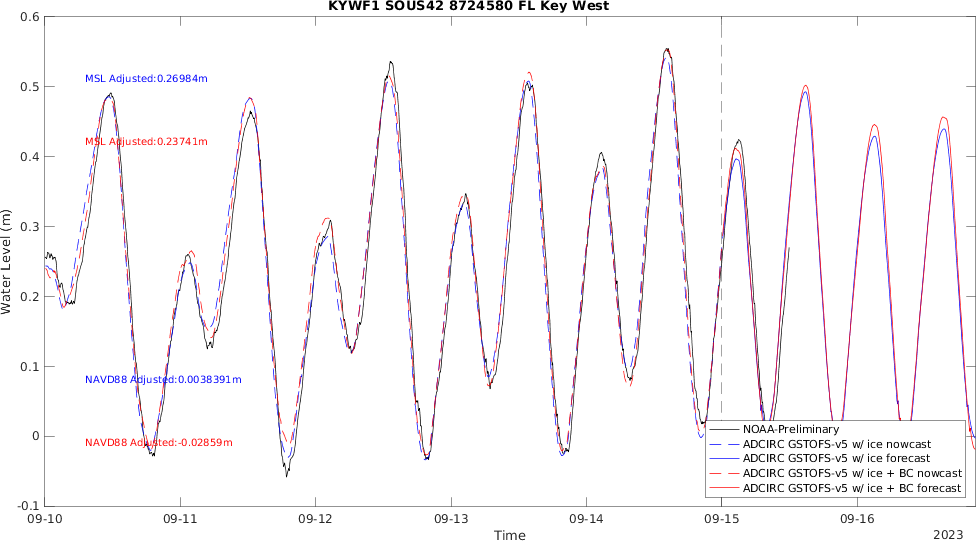 KYWF1 SOUS42 8724580 FL Key West
0.6
0.5
0.4
0.3
0.2
0.1
0
-0.1
Water Level (m)
MSL Adjusted:0.26984m
MSL Adjusted:0.23741m
NAVD88 Adjusted:0.0038391m
NAVD88 Adjusted:-0.02859m
NOAA-Preliminary
ADCIRC GSTOFS-v5 w/ ice nowcast
ADCIRC GSTOFS-v5 w/ ice forecast
ADCIRC GSTOFS-v5 w/ ice + BC nowcast
ADCIRC GSTOFS-v5 w/ ice + BC forecast
09-10 09-11 09-12 09-13 09-14 09-15 09-16
Time
2023